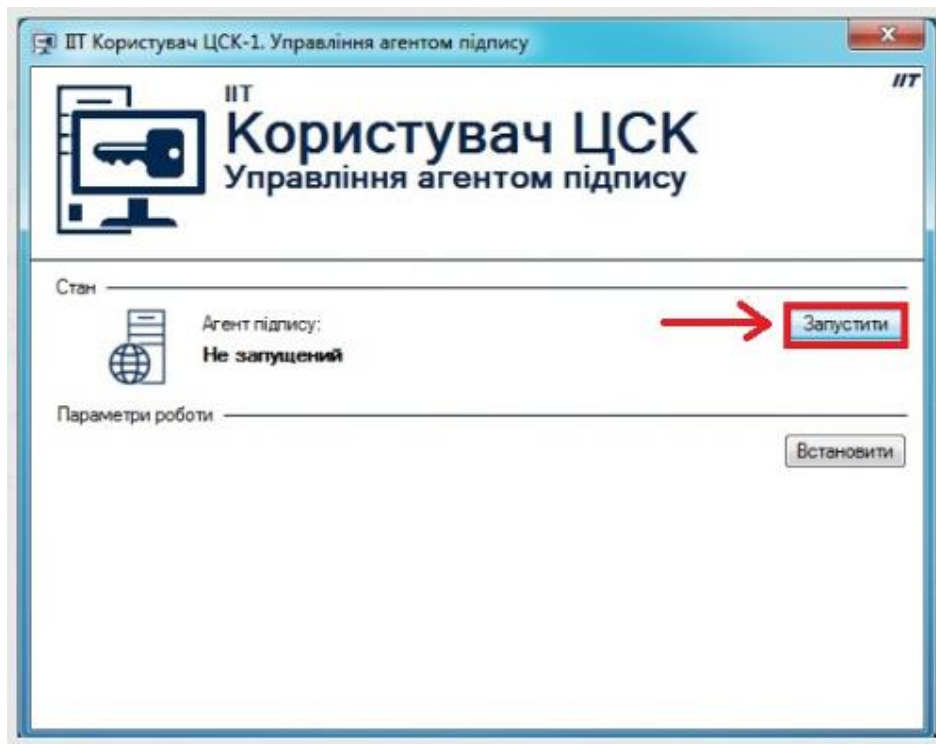 ІІТ Користувач ЦСК-1. Управління агентом підпису
ІІТ
ІІТ
Користувач ЦСК
Управління агентом підпису
Стан
Агент підпису:
Запустити
Не запущений
Параметри роботи
Встановити